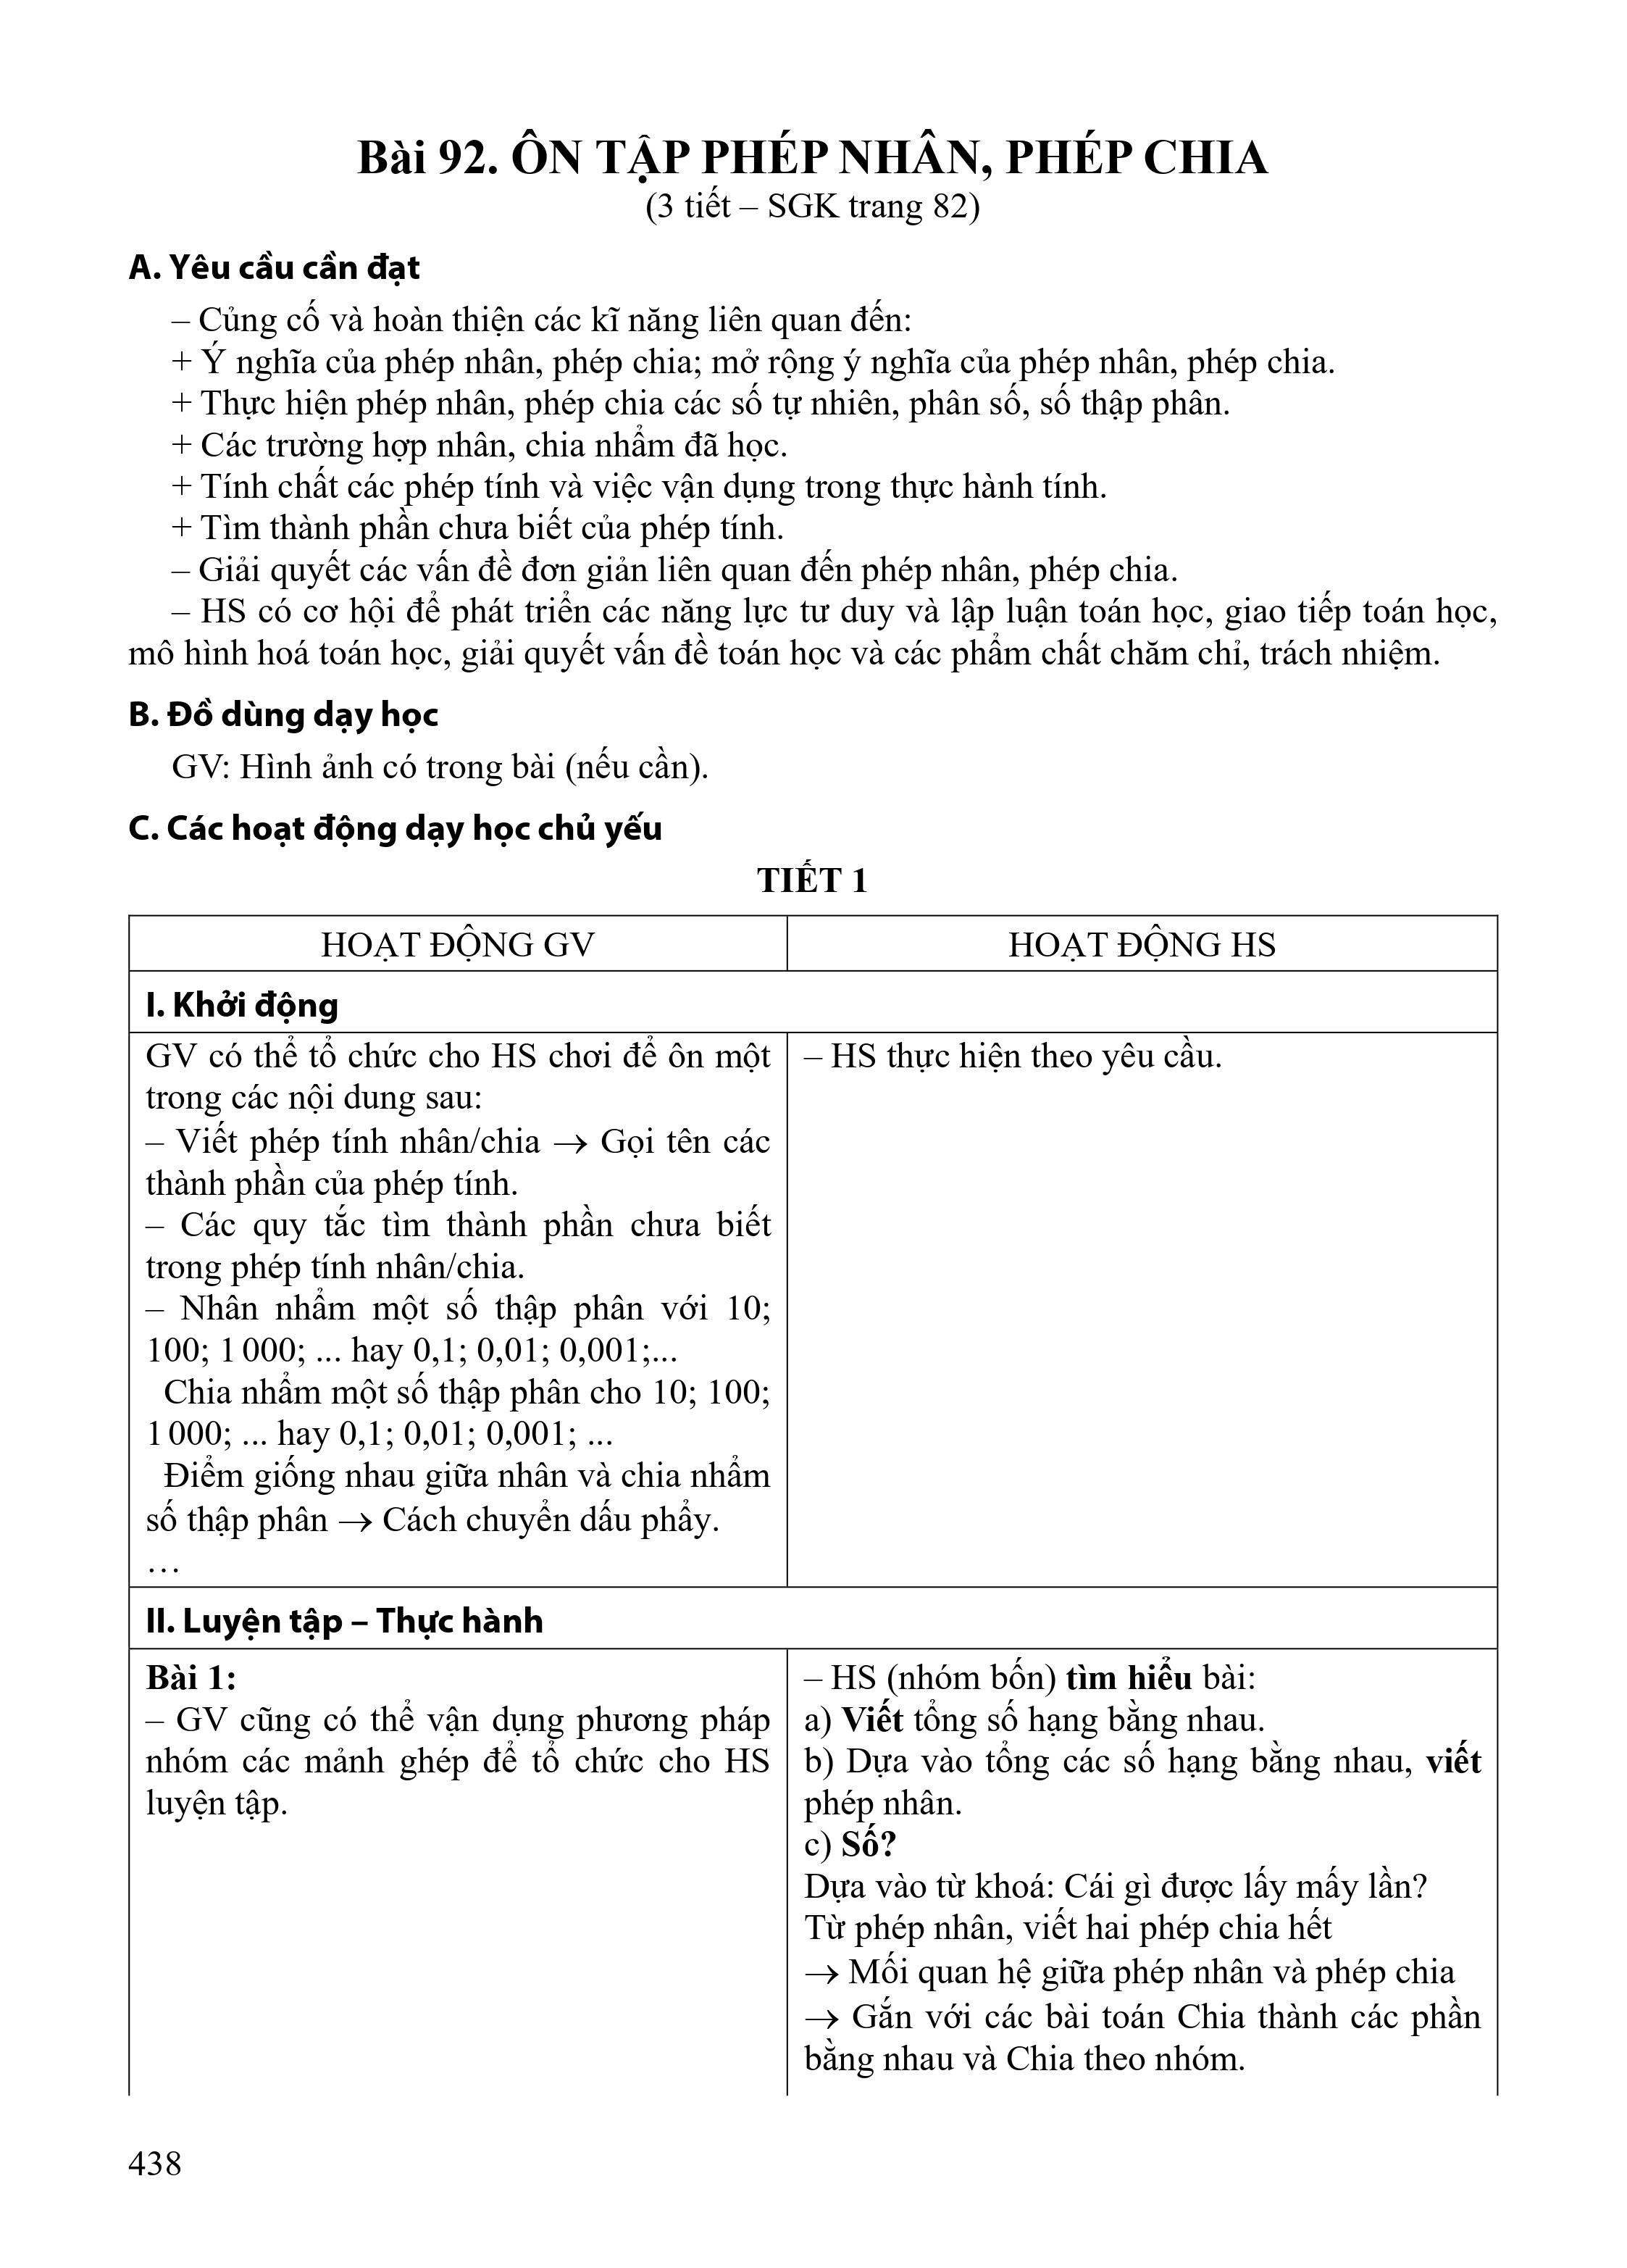 Bài 92. ÔN TẬP PHÉP NHÂN, PHÉP CHIA
(3 tiết – SGK trang 82)
A. Yêu cầu cần đạt
– Củng cố và hoàn thiện các kĩ năng liên quan đến:
+ Ý nghĩa của phép nhân, phép chia; mở rộng ý nghĩa của phép nhân, phép chia.
+ Thực hiện phép nhân, phép chia các số tự nhiên, phân số, số thập phân.
+ Các trường hợp nhân, chia nhẩm đã học.
+ Tính chất các phép tính và việc vận dụng trong thực hành tính.
+ Tìm thành phần chưa biết của phép tính.
– Giải quyết các vấn đề đơn giản liên quan đến phép nhân, phép chia.
– HS có cơ hội để phát triển các năng lực tư duy và lập luận toán học, giao tiếp toán học,
mô hình hoá toán học, giải quyết vấn đề toán học và các phẩm chất chăm chỉ, trách nhiệm.
B. Đồ dùng dạy học
GV: Hình ảnh có trong bài (nếu cần).
C. Các hoạt động dạy học chủ yếu
TIẾT 1
HOẠT ĐỘNG GV
HOẠT ĐỘNG HS
I. Khởi động
GV có thể tổ chức cho HS chơi để ôn một
trong các nội dung sau:
– Viết phép tính nhân/chia → Gọi tên các
thành phần của phép tính.
– Các quy tắc tìm thành phần chưa biết
trong phép tính nhân/chia.
– Nhân nhẩm một số thập phân với 10;
100; 1 000; ... hay 0,1; 0,01; 0,001;...
Chia nhẩm một số thập phân cho 10; 100;
1 000; ... hay 0,1; 0,01; 0,001; ...
Điểm giống nhau giữa nhân và chia nhẩm
số thập phân → Cách chuyển dấu phẩy.
…
– HS thực hiện theo yêu cầu.
II. Luyện tập – Thực hành
Bài 1:
– GV cũng có thể vận dụng phương pháp
nhóm các mảnh ghép để tổ chức cho HS
luyện tập.
– HS (nhóm bốn) tìm hiểu bài:
a) Viết tổng số hạng bằng nhau.
b) Dựa vào tổng các số hạng bằng nhau, viết
phép nhân.
c) Số?
Dựa vào từ khoá: Cái gì được lấy mấy lần?
Từ phép nhân, viết hai phép chia hết
→ Mối quan hệ giữa phép nhân và phép chia
→ Gắn với các bài toán Chia thành các phần
bằng nhau và Chia theo nhóm.
438